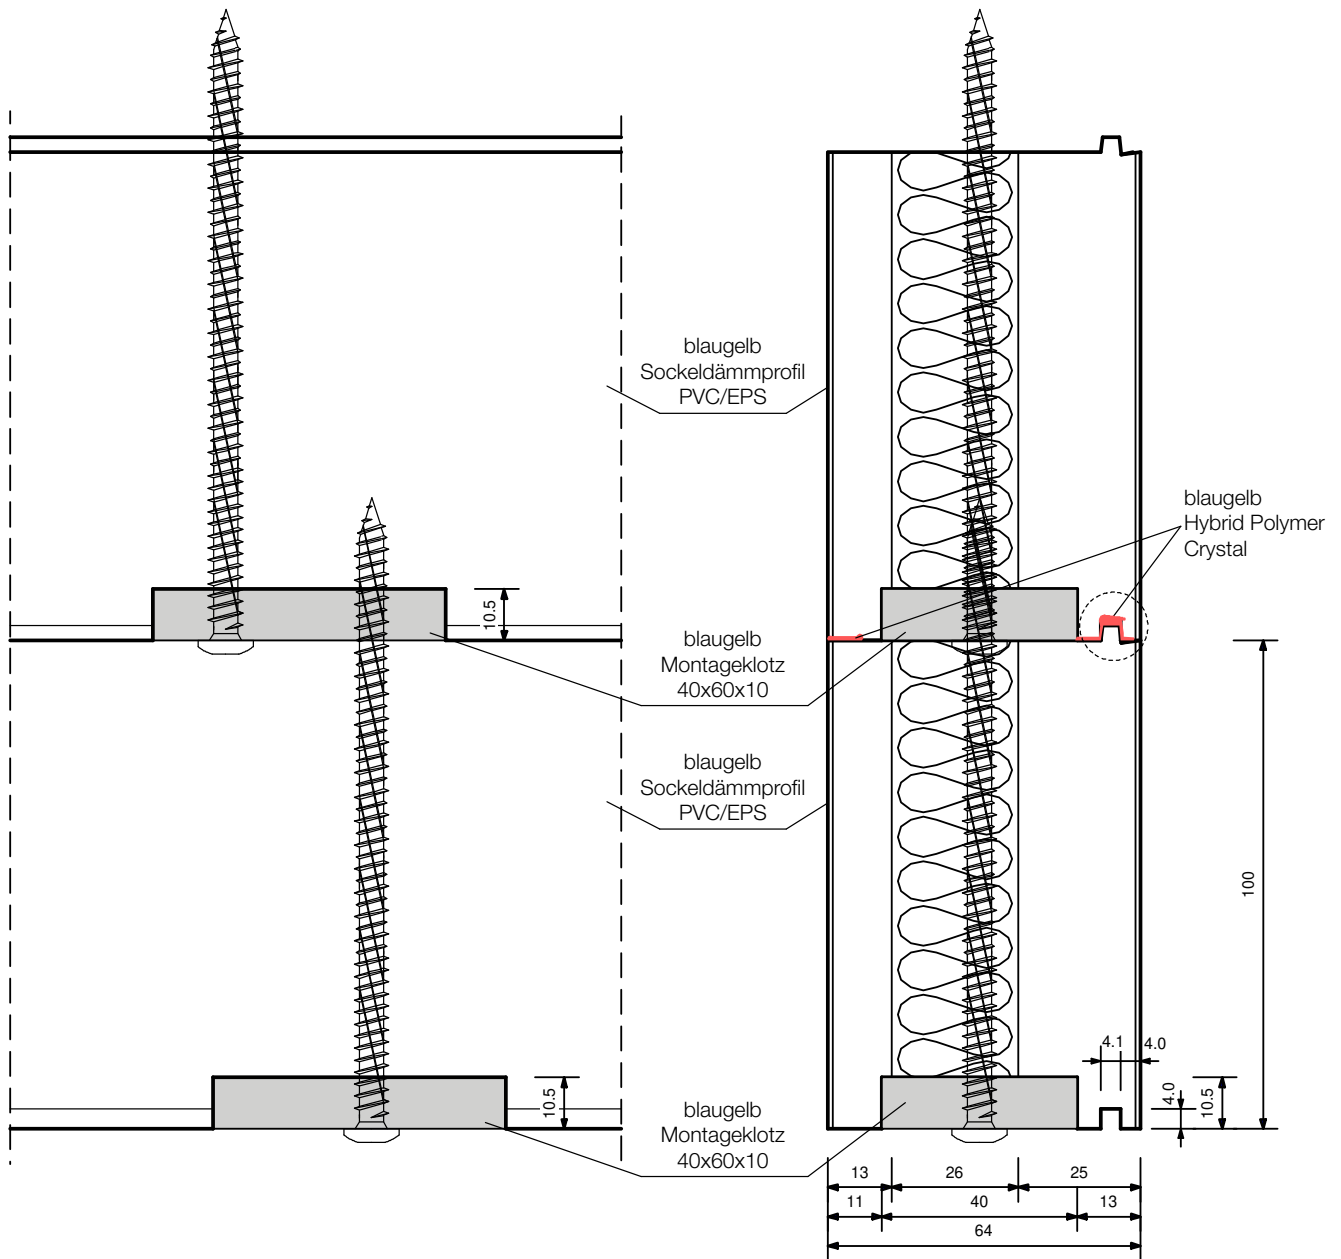 blaugelb
Sockeldämmprofil
PVC/EPS
blaugelb
Hybrid Polymer
Crystal
10.5
blaugelb
Montageklotz
40x60x10
blaugelb
Sockeldämmprofil
PVC/EPS
100
4.1
4.0
4.0
10.5
10.5
blaugelb
Montageklotz
40x60x10
13
26
25
11
40
13
64